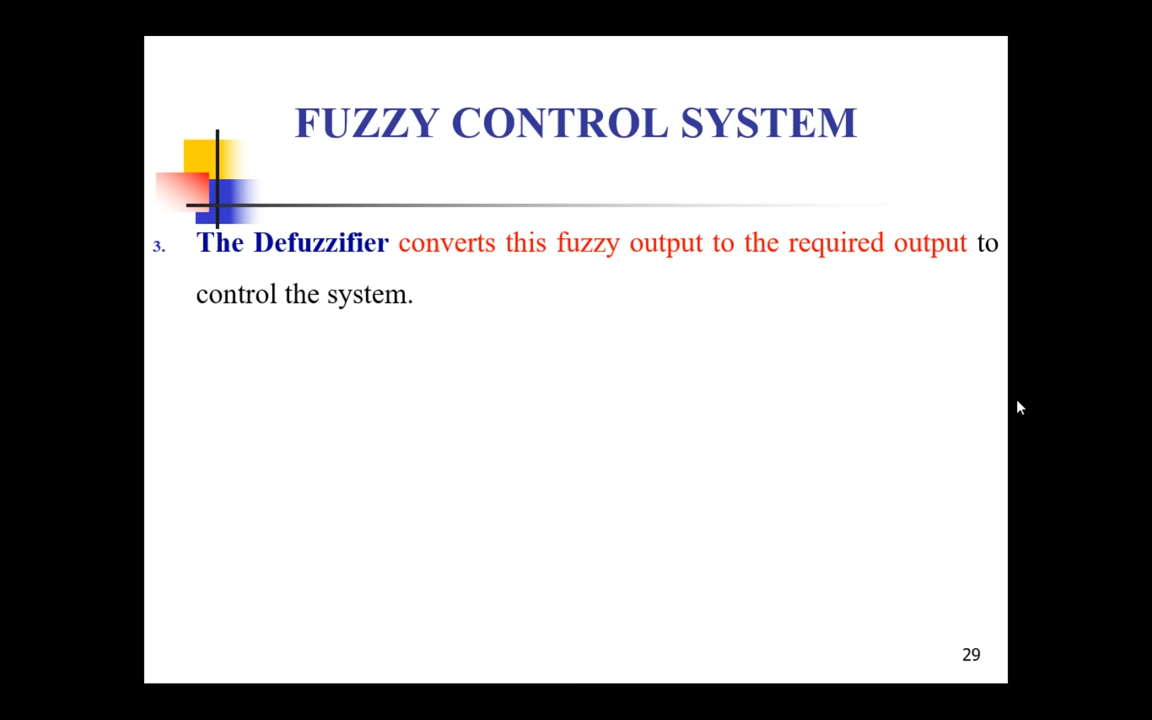 FUZZY CONTROL SYSTEM
3. The Defuzzifier converts this fuzzy output to the required output to
control the system.
29